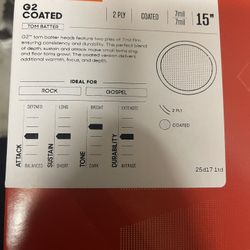 G2
COATED
TOM BATTER
2 PLY
COATED
7mil
7mil
15"
G2™ tom batter heads feature two plies of 7mil film,
ensuring consistency and durability. The perfect blend
of depth, sustain and attack make small toms sing
and floor toms growl. The coated version delivers
additional warmth, focus, and depth.
IDEAL FOR
ROCK
GOSPEL
DEFINED
LONG
BRIGHT
EXTENDED
ATTACK
SUSTAIN
TONE
DURABILITY
BALANCED
SHORT
DARK
AVERAGE
2 PLY
COATED
25d17 1td